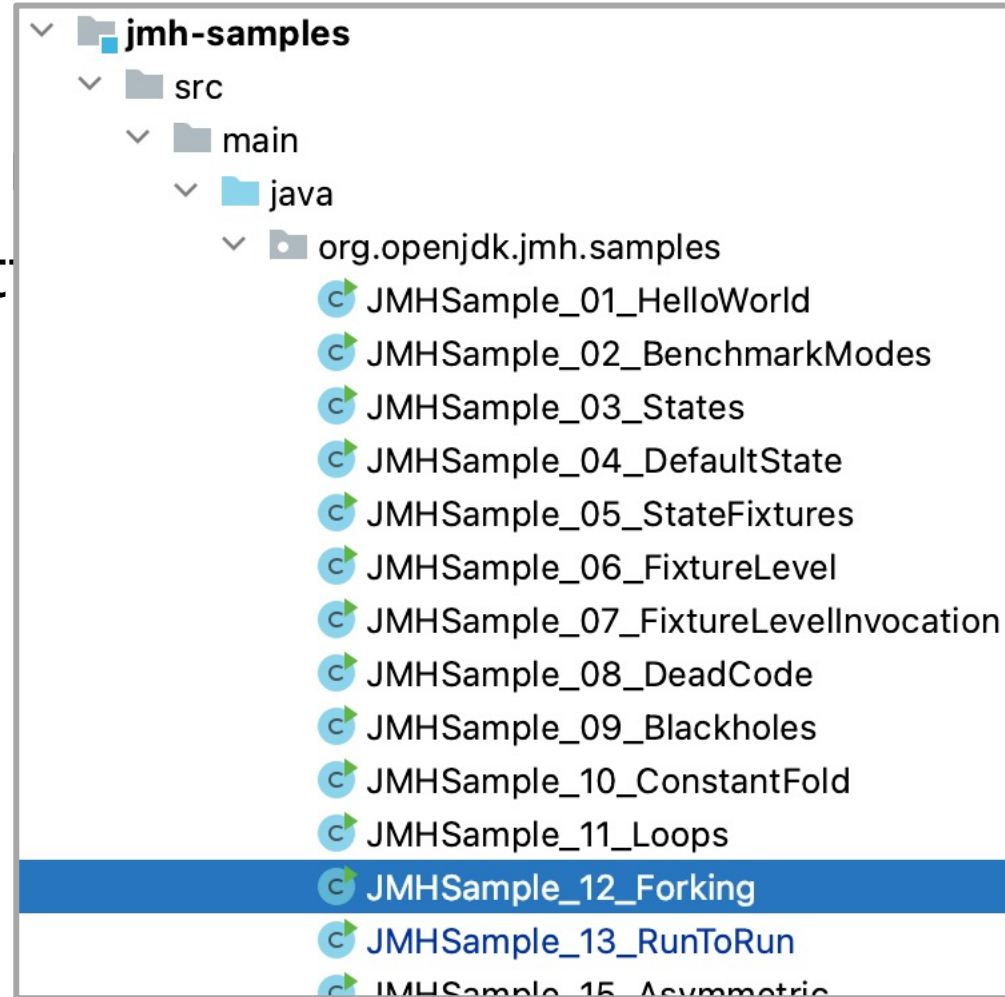 jmh-samples
src
main
java
org.openjdk.jmh.samples
JMHSample_01_HelloWorld
JMHSample_02_BenchmarkModes
JMHSample_03_States
JMHSample_04_DefaultState
JMHSample_05_StateFixtures
JMHSample_06_FixtureLevel
JMHSample_07_FixtureLevelInvocation
JMHSample_08_DeadCode
JMHSample_09_Blackholes
JMHSample_10_ConstantFold
JMHSample_11_Loops
JMHSample_12_Forking
JMHSample_13_RunToRun
JMHSample_15_Asymmetric